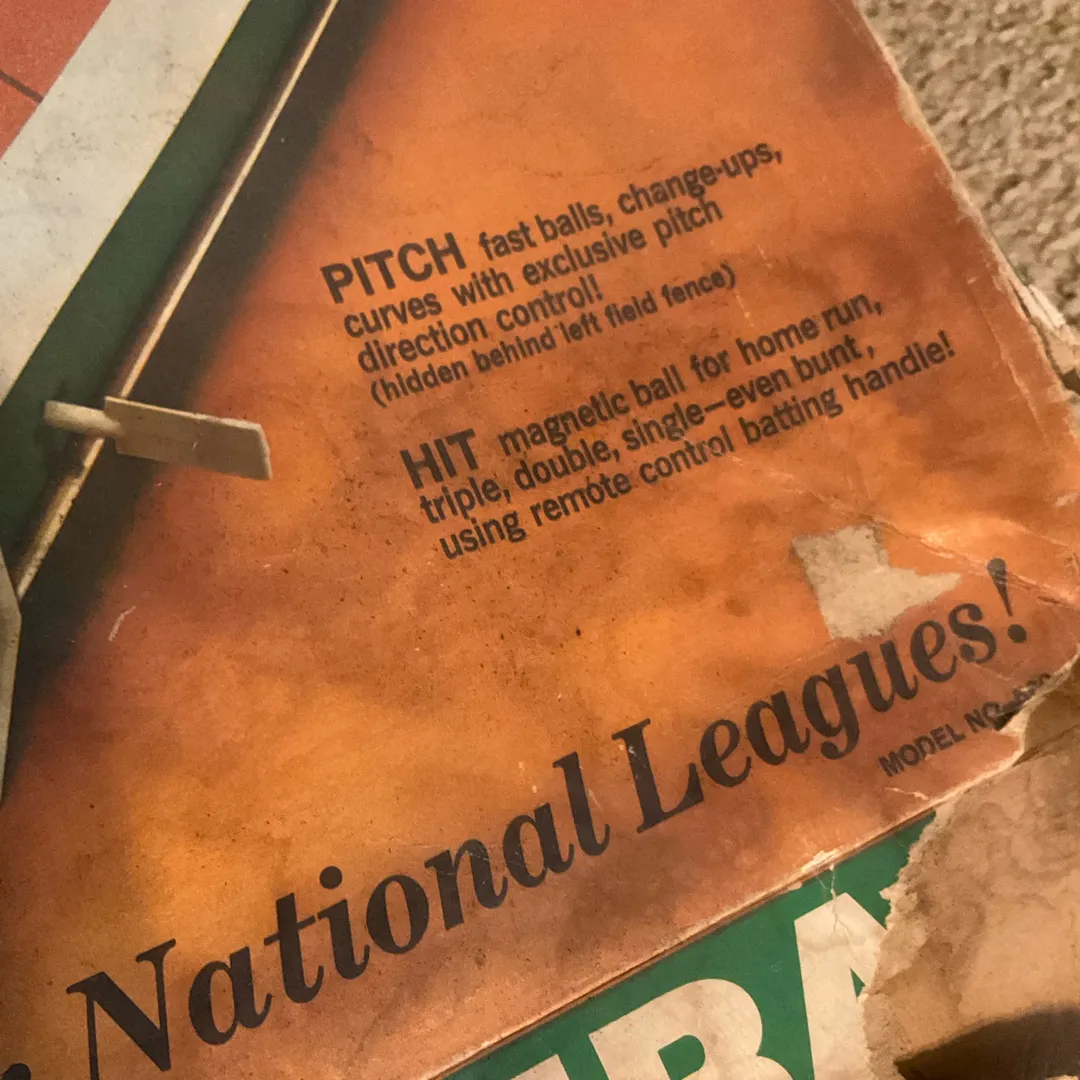 PITCH fast balls, change-ups,
curves with exclusive pitch
direction control!
(hidden behind left field fence)
HIT magnetic ball for home run,
triple, double, single—even bunt,
using remote control batting handle!
National Leagues!
MODEL NO.